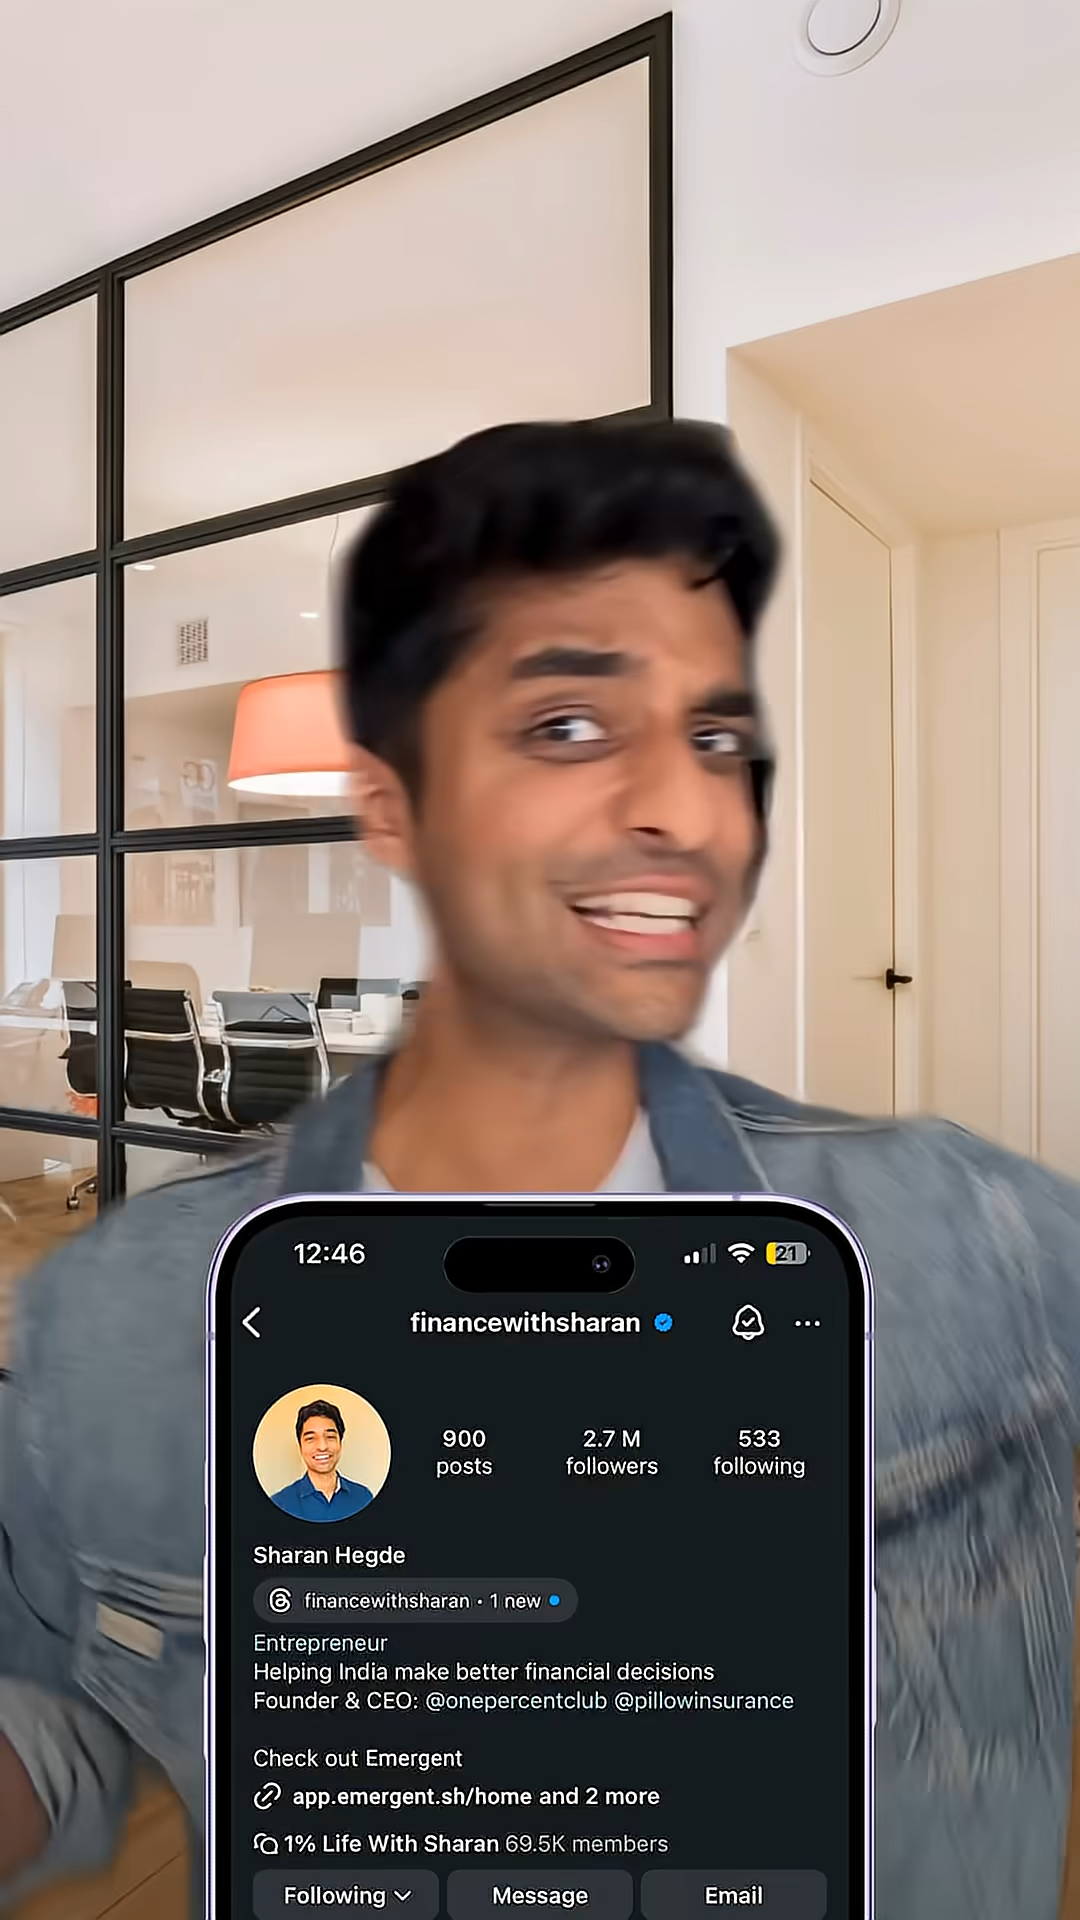 12:46
21
financewithsharan
900
posts
2.7 M
followers
533
following
Sharan Hegde
financewithsharan • 1 new
Entrepreneur
Helping India make better financial decisions
Founder & CEO: @onepercentclub @pillowinsurance
Check out Emergent
app.emergent.sh/home and 2 more
1% Life With Sharan 69.5K members
Following
Message
Email